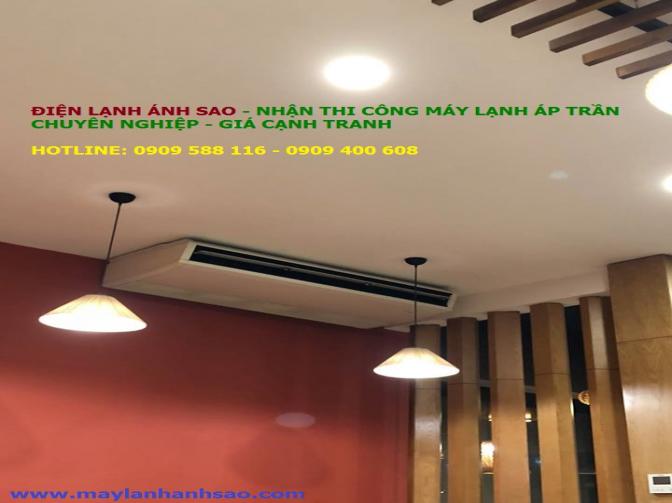 ĐIỆN LẠNH ÁNH SAO - NHẬN THI CÔNG MÁY LẠNH ÁP TRẦN
CHUYÊN NGHIỆP - GIÁ CẠNH TRANH
HOTLINE: 0909 588 116 - 0909 400 608
www.maylanhanhsao.com